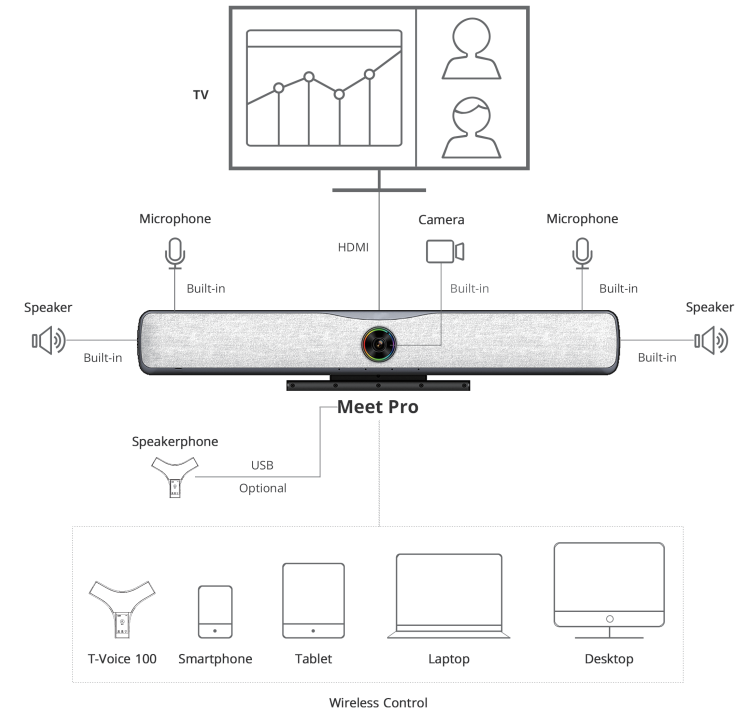 TV
Microphone
Camera
Microphone
HDMI
Built-in
Built-in
Built-in
Speaker
Speaker
Built-in
Built-in
Meet Pro
Speakerphone
USB
Optional
T-Voice 100
Smartphone
Tablet
Laptop
Desktop
Wireless Control